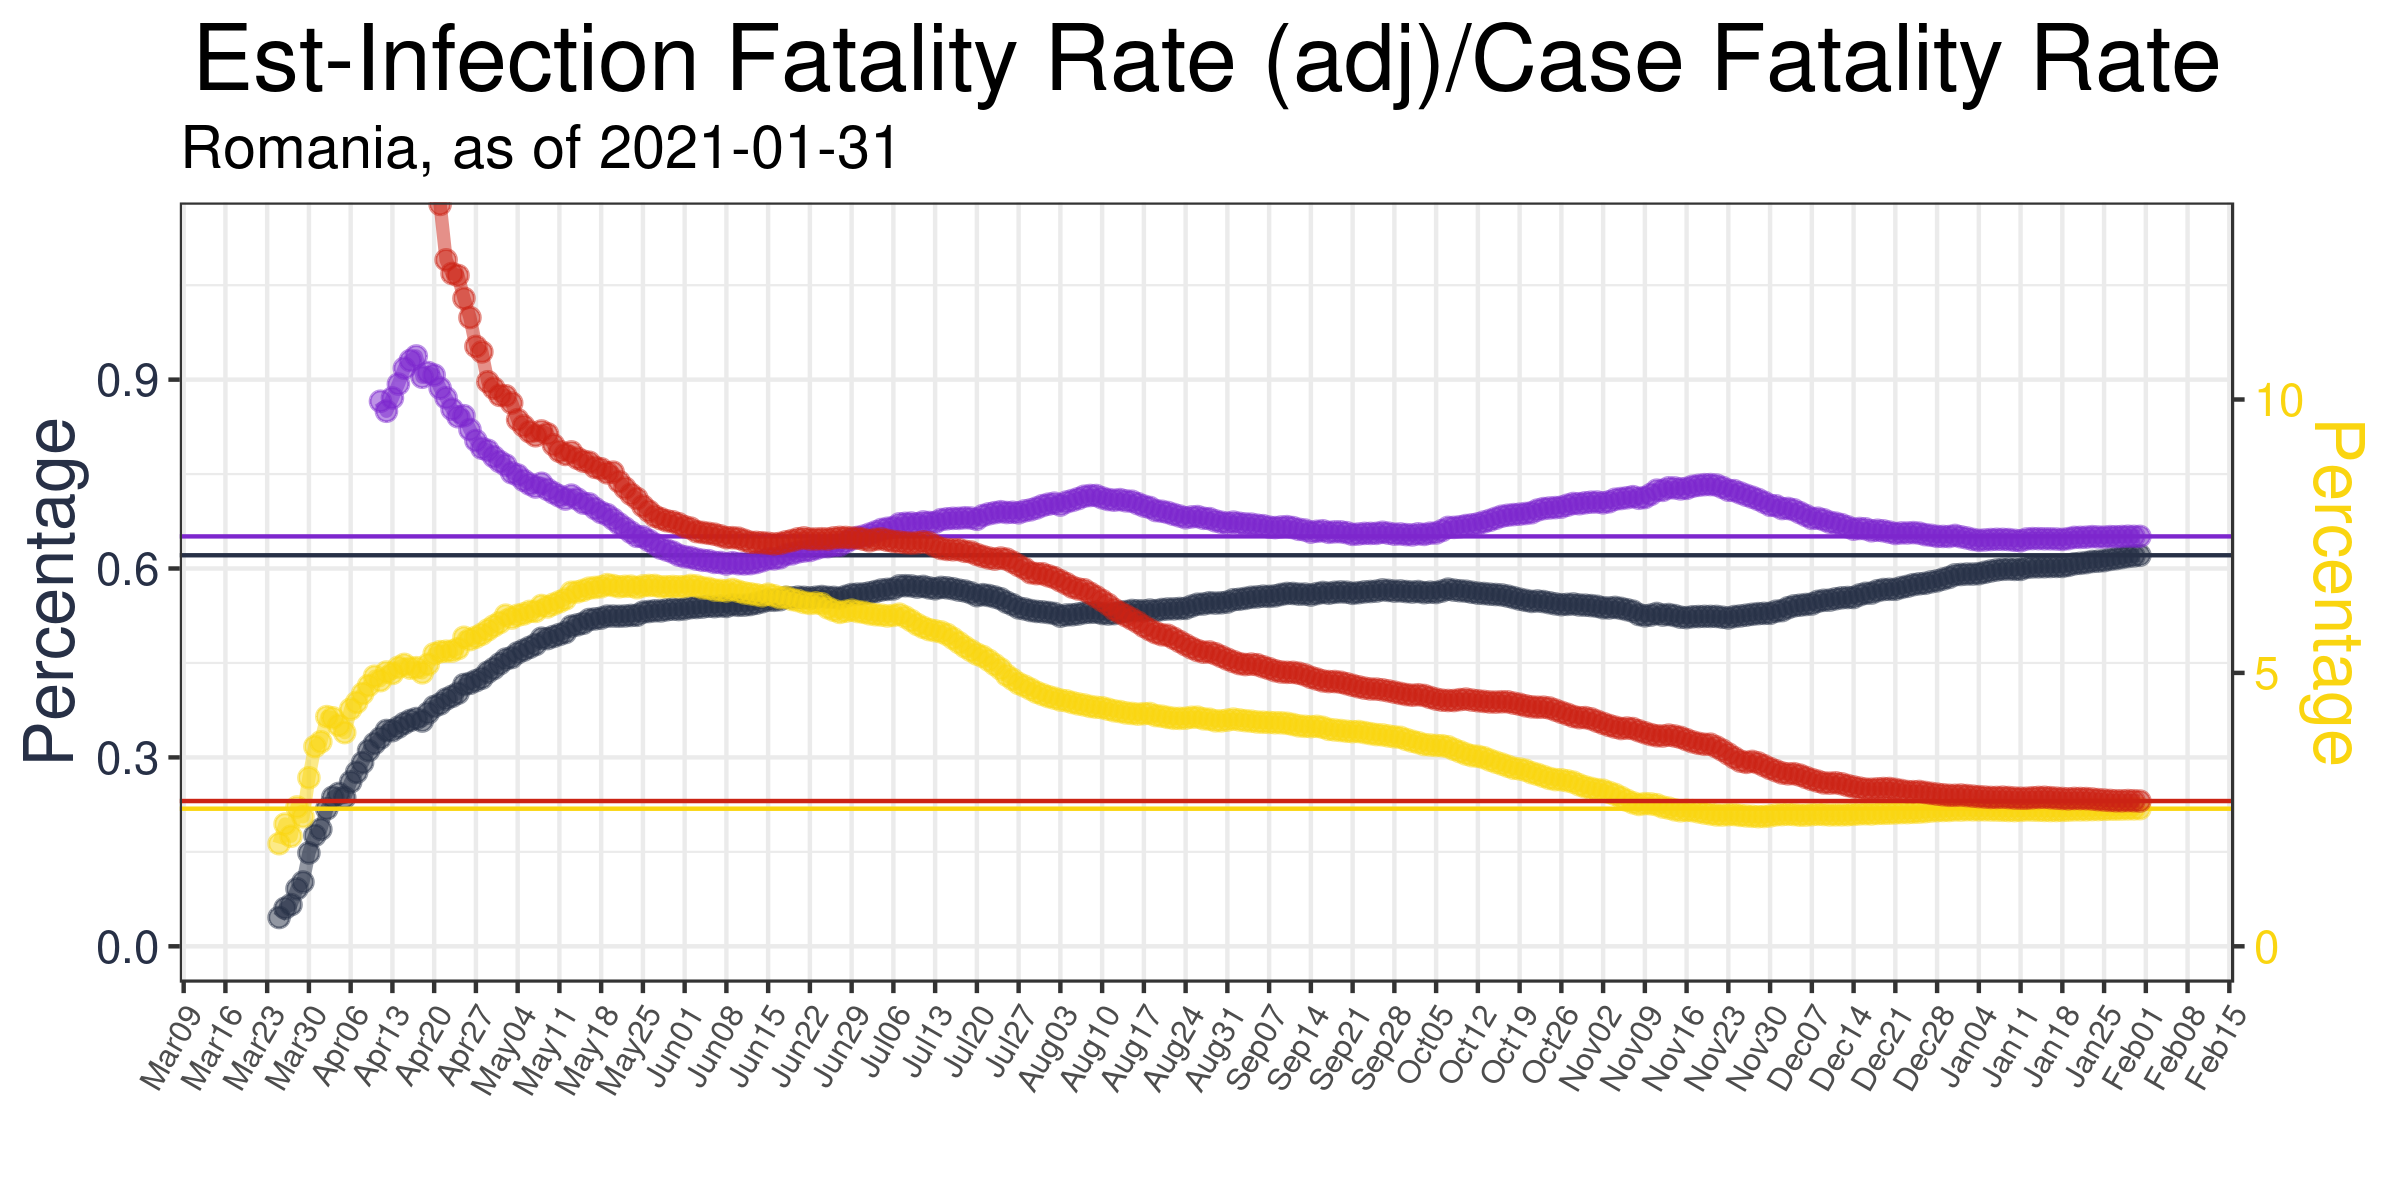 Est-Infection Fatality Rate (adj)/Case Fatality Rate
Romania, as of 2021-01-31
Percentage
0.9
0.6
0.3
0.0
10
5
0
Percentage
Mar09
Mar16
Mar23
Mar30
Apr06
Apr13
Apr20
Apr27
May04
May11
May18
May25
Jun01
Jun08
Jun15
Jun22
Jun29
Jul06
Jul13
Jul20
Jul27
Aug03
Aug10
Aug17
Aug24
Aug31
Sep07
Sep14
Sep21
Sep28
Oct05
Oct12
Oct19
Oct26
Nov02
Nov09
Nov16
Nov23
Nov30
Dec07
Dec14
Dec21
Dec28
Jan04
Jan11
Jan18
Jan25
Feb01
Feb08
Feb15